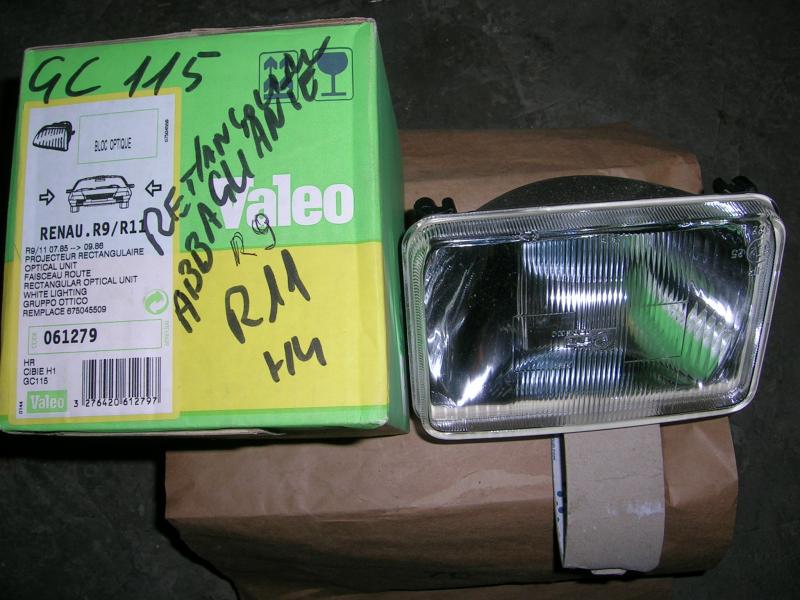 GC 115
BLOC OPTIQUE
RENAU.R9/R11
R9/11 07.85 --> 09.86
PROJECTEUR RECTANGULAIRE
OPTICAL UNIT
FAISCEAU ROUTE
RECTANGULAR OPTICAL UNIT
WHITE LIGHTING
GRUPPO OTTICO
REMPLACE 675045509
CODE
061279
HR
CIBIE H1
GC115
Valeo
3 276420 612797
RETTANGOLARE
ABBAGLIANTE
Valeo
R9
R11
H4